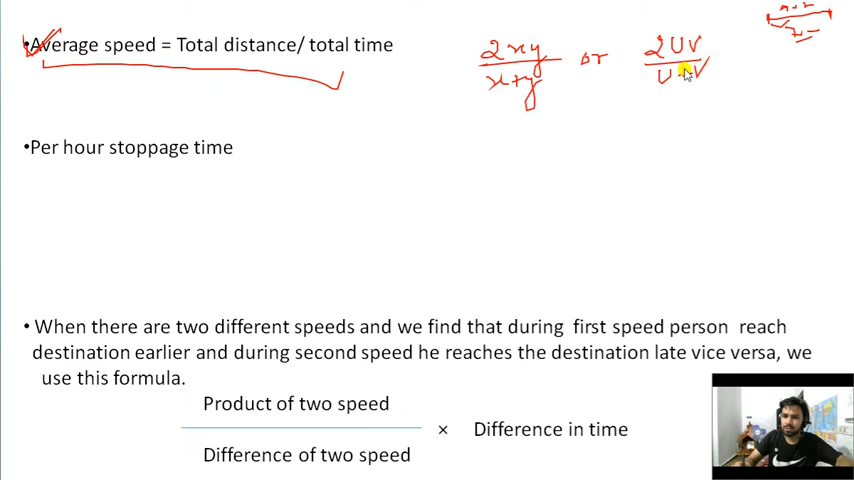 •Average speed = Total distance/ total time
2xy
x+y
or
2UV
U+V
•Per hour stoppage time
• When there are two different speeds and we find that during first speed person reach
destination earlier and during second speed he reaches the destination late vice versa, we
use this formula.
Product of two speed
× Difference in time
Difference of two speed